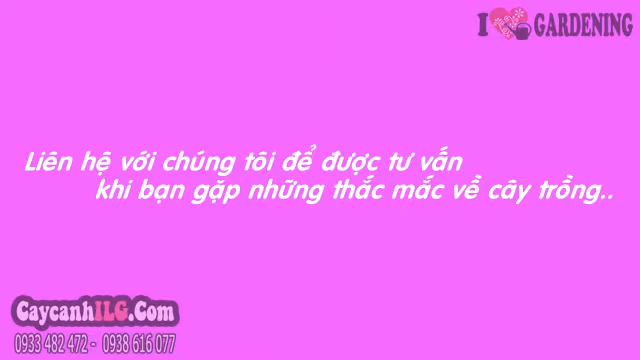 I GARDENING
Liên hệ với chúng tôi để được tư vấn
khi bạn gặp những thắc mắc về cây trồng..
CaycanhILG.Com
0933 482 472 - 0938 616 077